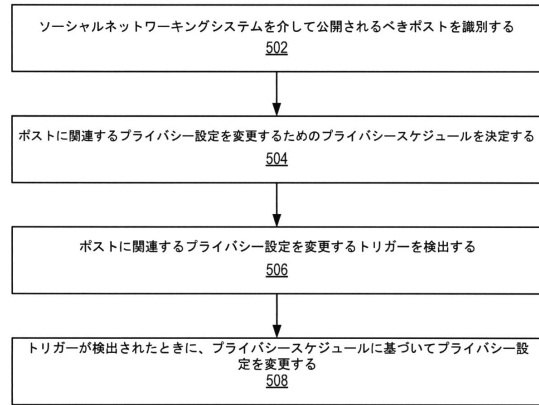 ソーシャルネットワーキングシステムを介して公開されるべきポストを識別する
502
ポストに関連するプライバシー設定を変更するためのプライバシースケジュールを決定する
504
ポストに関連するプライバシー設定を変更するトリガーを検出する
506
トリガーが検出されたときに、プライバシースケジュールに基づいてプライバシー設
定を変更する
508